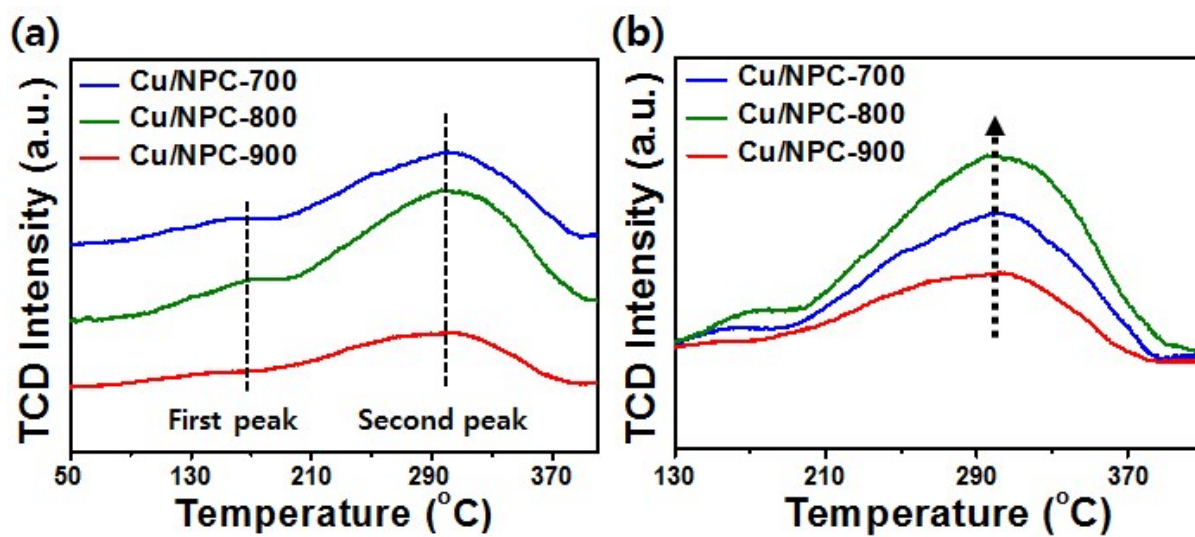 (a)
Cu/NPC-700
Cu/NPC-800
Cu/NPC-900
TCD Intensity (a.u.)
First peak
Second peak
50 130 210 290 370
Temperature (°C)
(b)
Cu/NPC-700
Cu/NPC-800
Cu/NPC-900
TCD Intensity (a.u.)
130 210 290 370
Temperature (°C)